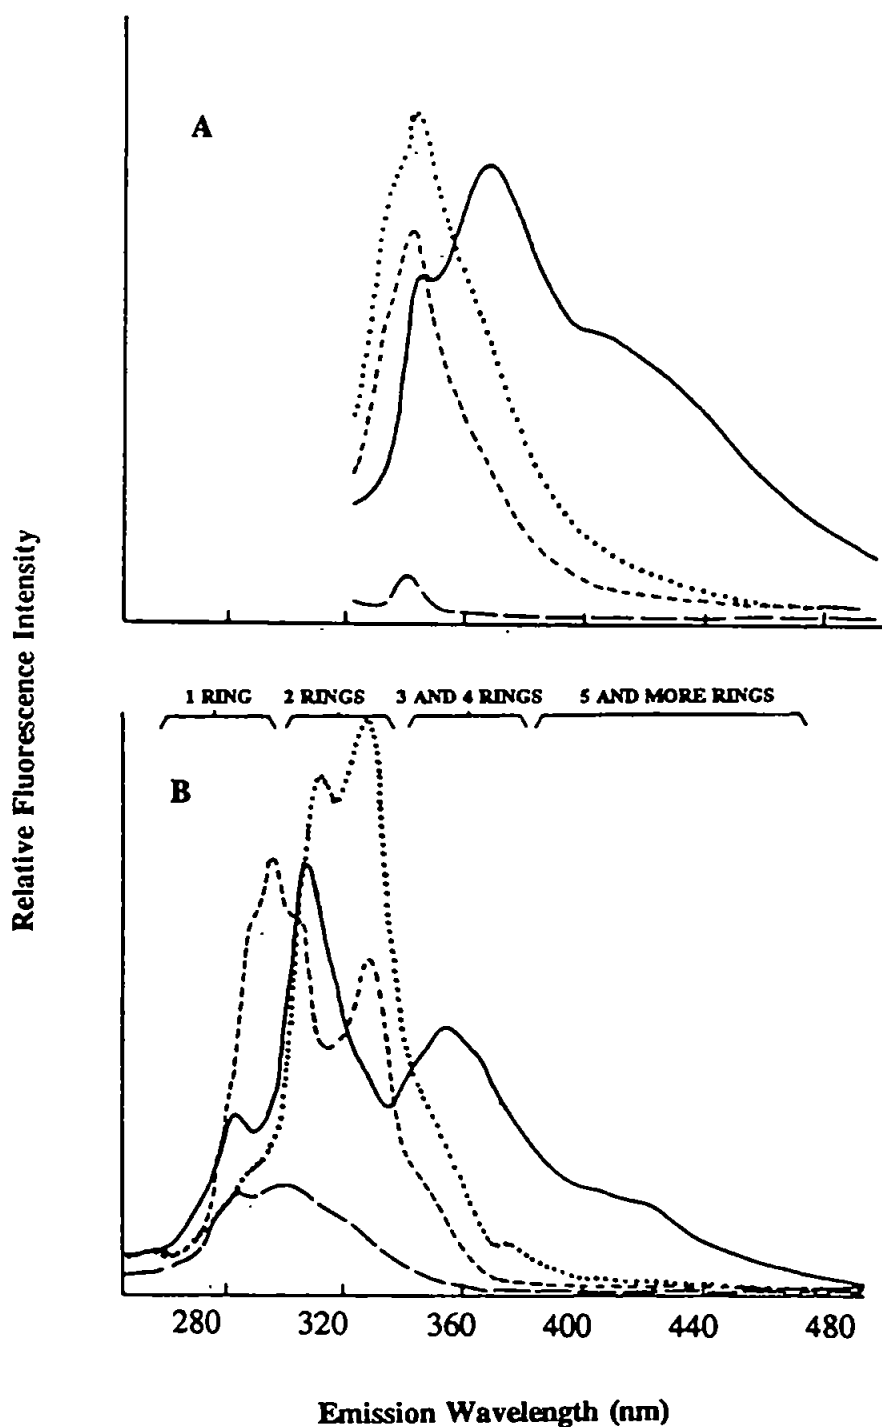 A
Relative Fluorescence Intensity
1 RING 2 RINGS 3 AND 4 RINGS 5 AND MORE RINGS
B
280 320 360 400 440 480
Emission Wavelength (nm)